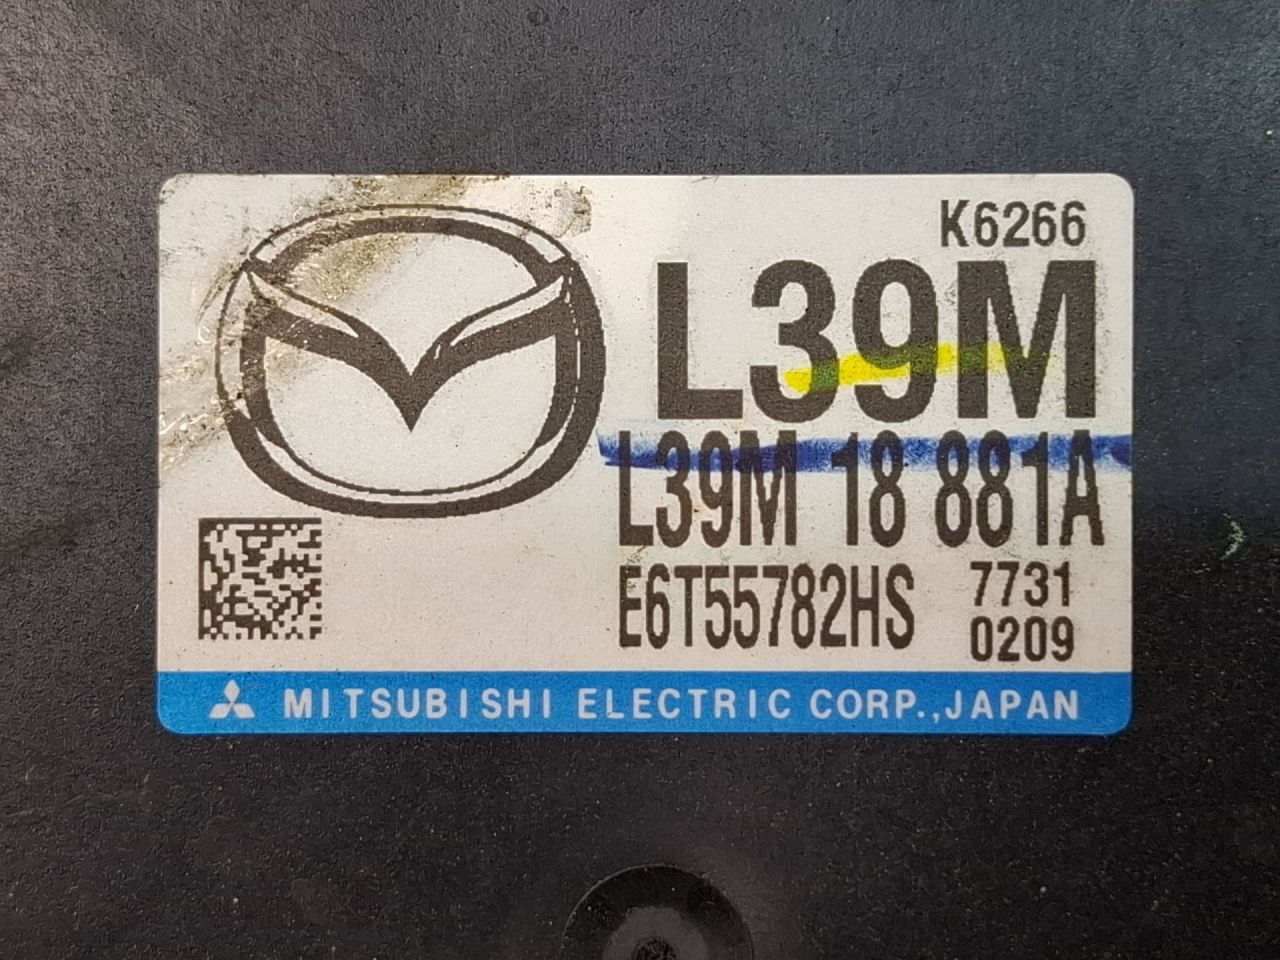 K6266
L39M
L39M 18 881A
E6T55782HS 7731
0209
MITSUBISHI ELECTRIC CORP.,JAPAN